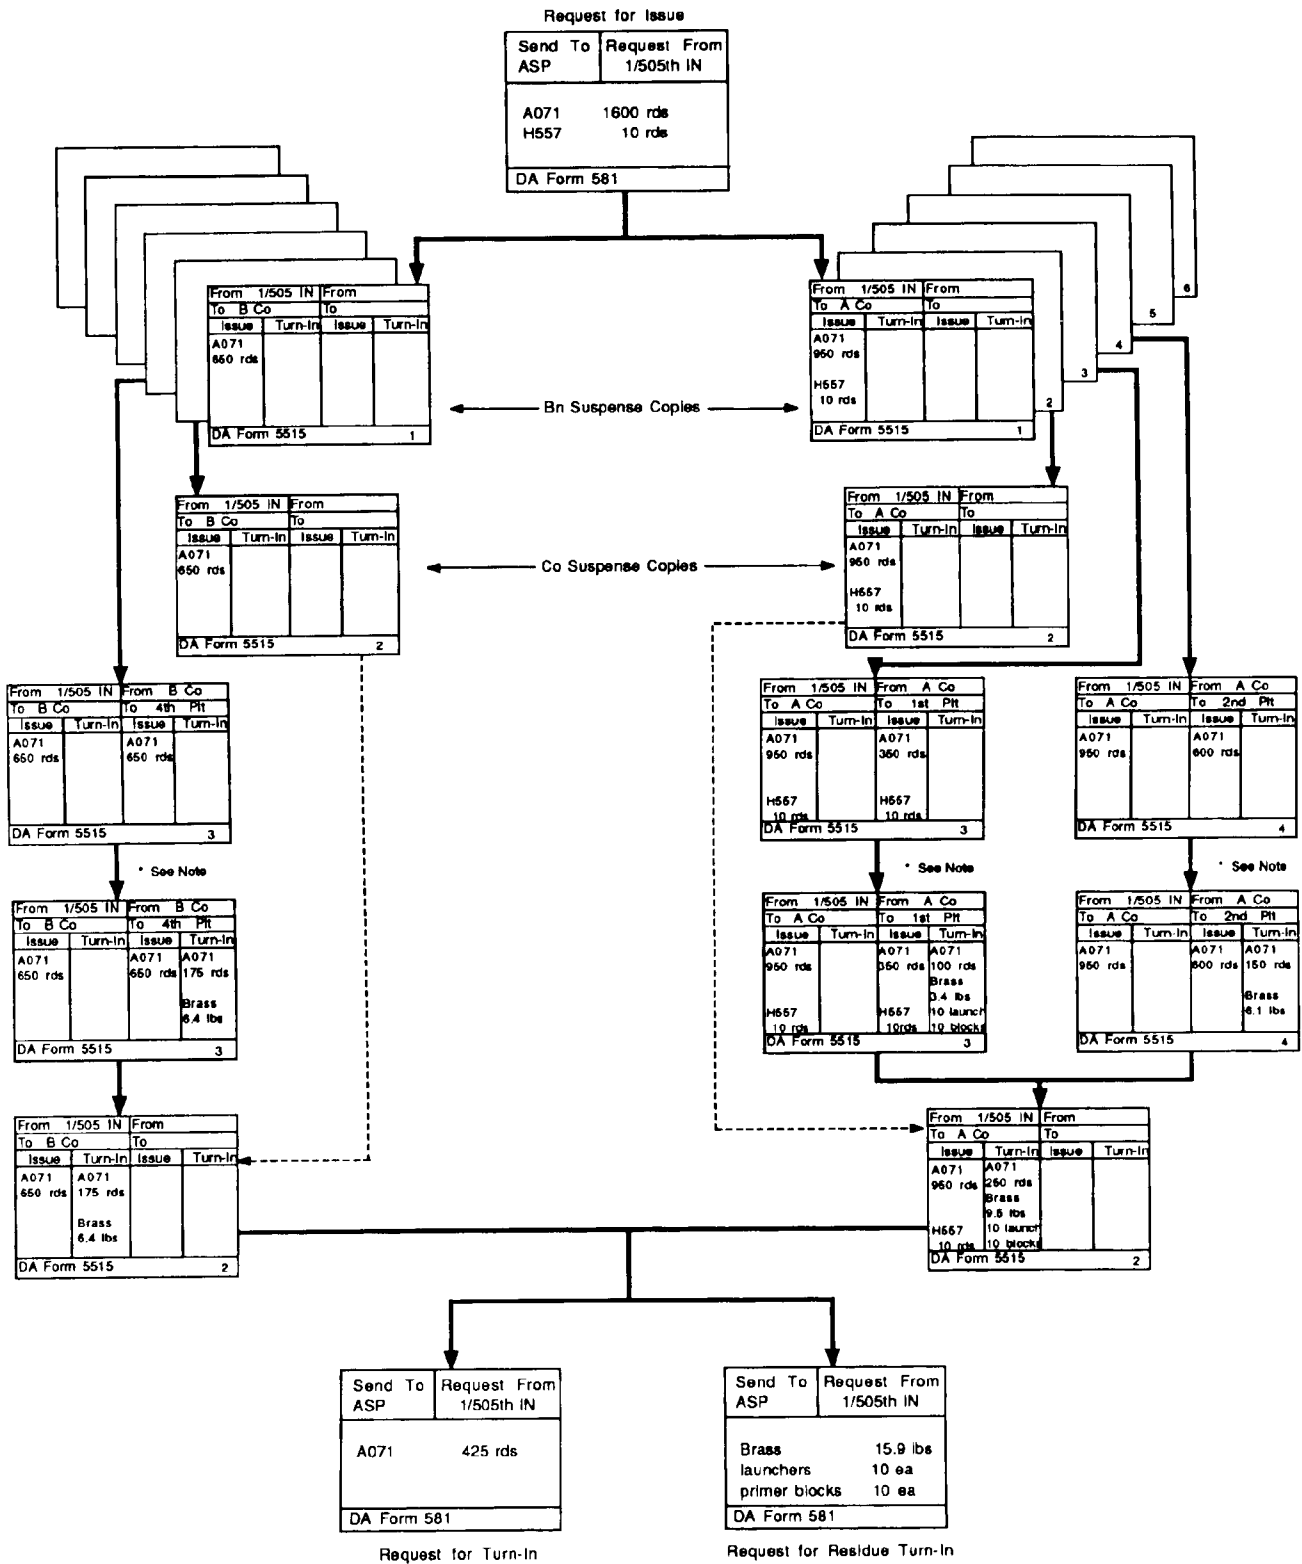 Request for Issue
Send To Request From
ASP 1/505th IN
A071 1600 rds
H557 10 rds
DA Form 581
6
5
4
3
2
From 1/505 IN From
To B Co To
Issue Turn-In Issue Turn-In
A071
650 rds
DA Form 5515 1
From 1/505 IN From
To A Co To
Issue Turn-In Issue Turn-In
A071
950 rds
H557
10 rds
DA Form 5515 1
Bn Suspense Copies
From 1/505 IN From
To B Co To
Issue Turn-In Issue Turn-In
A071
650 rds
DA Form 5515 2
Co Suspense Copies
From 1/505 IN From
To A Co To
Issue Turn-In Issue Turn-In
A071
950 rds
H557
10 rds
DA Form 5515 2
From 1/505 IN From B Co
To B Co To 4th Plt
Issue Turn-In Issue Turn-In
A071 A071
650 rds 650 rds
DA Form 5515 3
From 1/505 IN From A Co
To A Co To 1st Plt
Issue Turn-In Issue Turn-In
A071 A071
950 rds 350 rds
H557 H557
10 rds 10 rds
DA Form 5515 3
From 1/505 IN From A Co
To A Co To 2nd Plt
Issue Turn-In Issue Turn-In
A071 A071
950 rds 600 rds
DA Form 5515 4
* See Note
* See Note
* See Note
From 1/505 IN From B Co
To B Co To 4th Plt
Issue Turn-In Issue Turn-In
A071 A071 A071
650 rds 650 rds 175 rds
Brass
6.4 lbs
DA Form 5515 3
From 1/505 IN From A Co
To A Co To 1st Plt
Issue Turn-In Issue Turn-In
A071 A071 A071
950 rds 350 rds 100 rds
Brass
3.4 lbs
H557 H557 10 launch
10 rds 10rds 10 blocks
DA Form 5515 3
From 1/505 IN From A Co
To A Co To 2nd Plt
Issue Turn-In Issue Turn-In
A071 A071 A071
950 rds 600 rds 150 rds
Brass
6.1 lbs
DA Form 5515 4
From 1/505 IN From
To B Co To
Issue Turn-In Issue Turn-In
A071 A071
650 rds 175 rds
Brass
6.4 lbs
DA Form 5515 2
From 1/505 IN From
To A Co To
Issue Turn-In Issue Turn-In
A071 A071
950 rds 250 rds
Brass
9.5 lbs
H557 10 launch
10 rds 10 blocks
DA Form 5515 2
Send To Request From
ASP 1/505th IN
A071 425 rds
DA Form 581
Request for Turn-In
Send To Request From
ASP 1/505th IN
Brass 15.9 lbs
launchers 10 ea
primer blocks 10 ea
DA Form 581
Request for Residue Turn-In